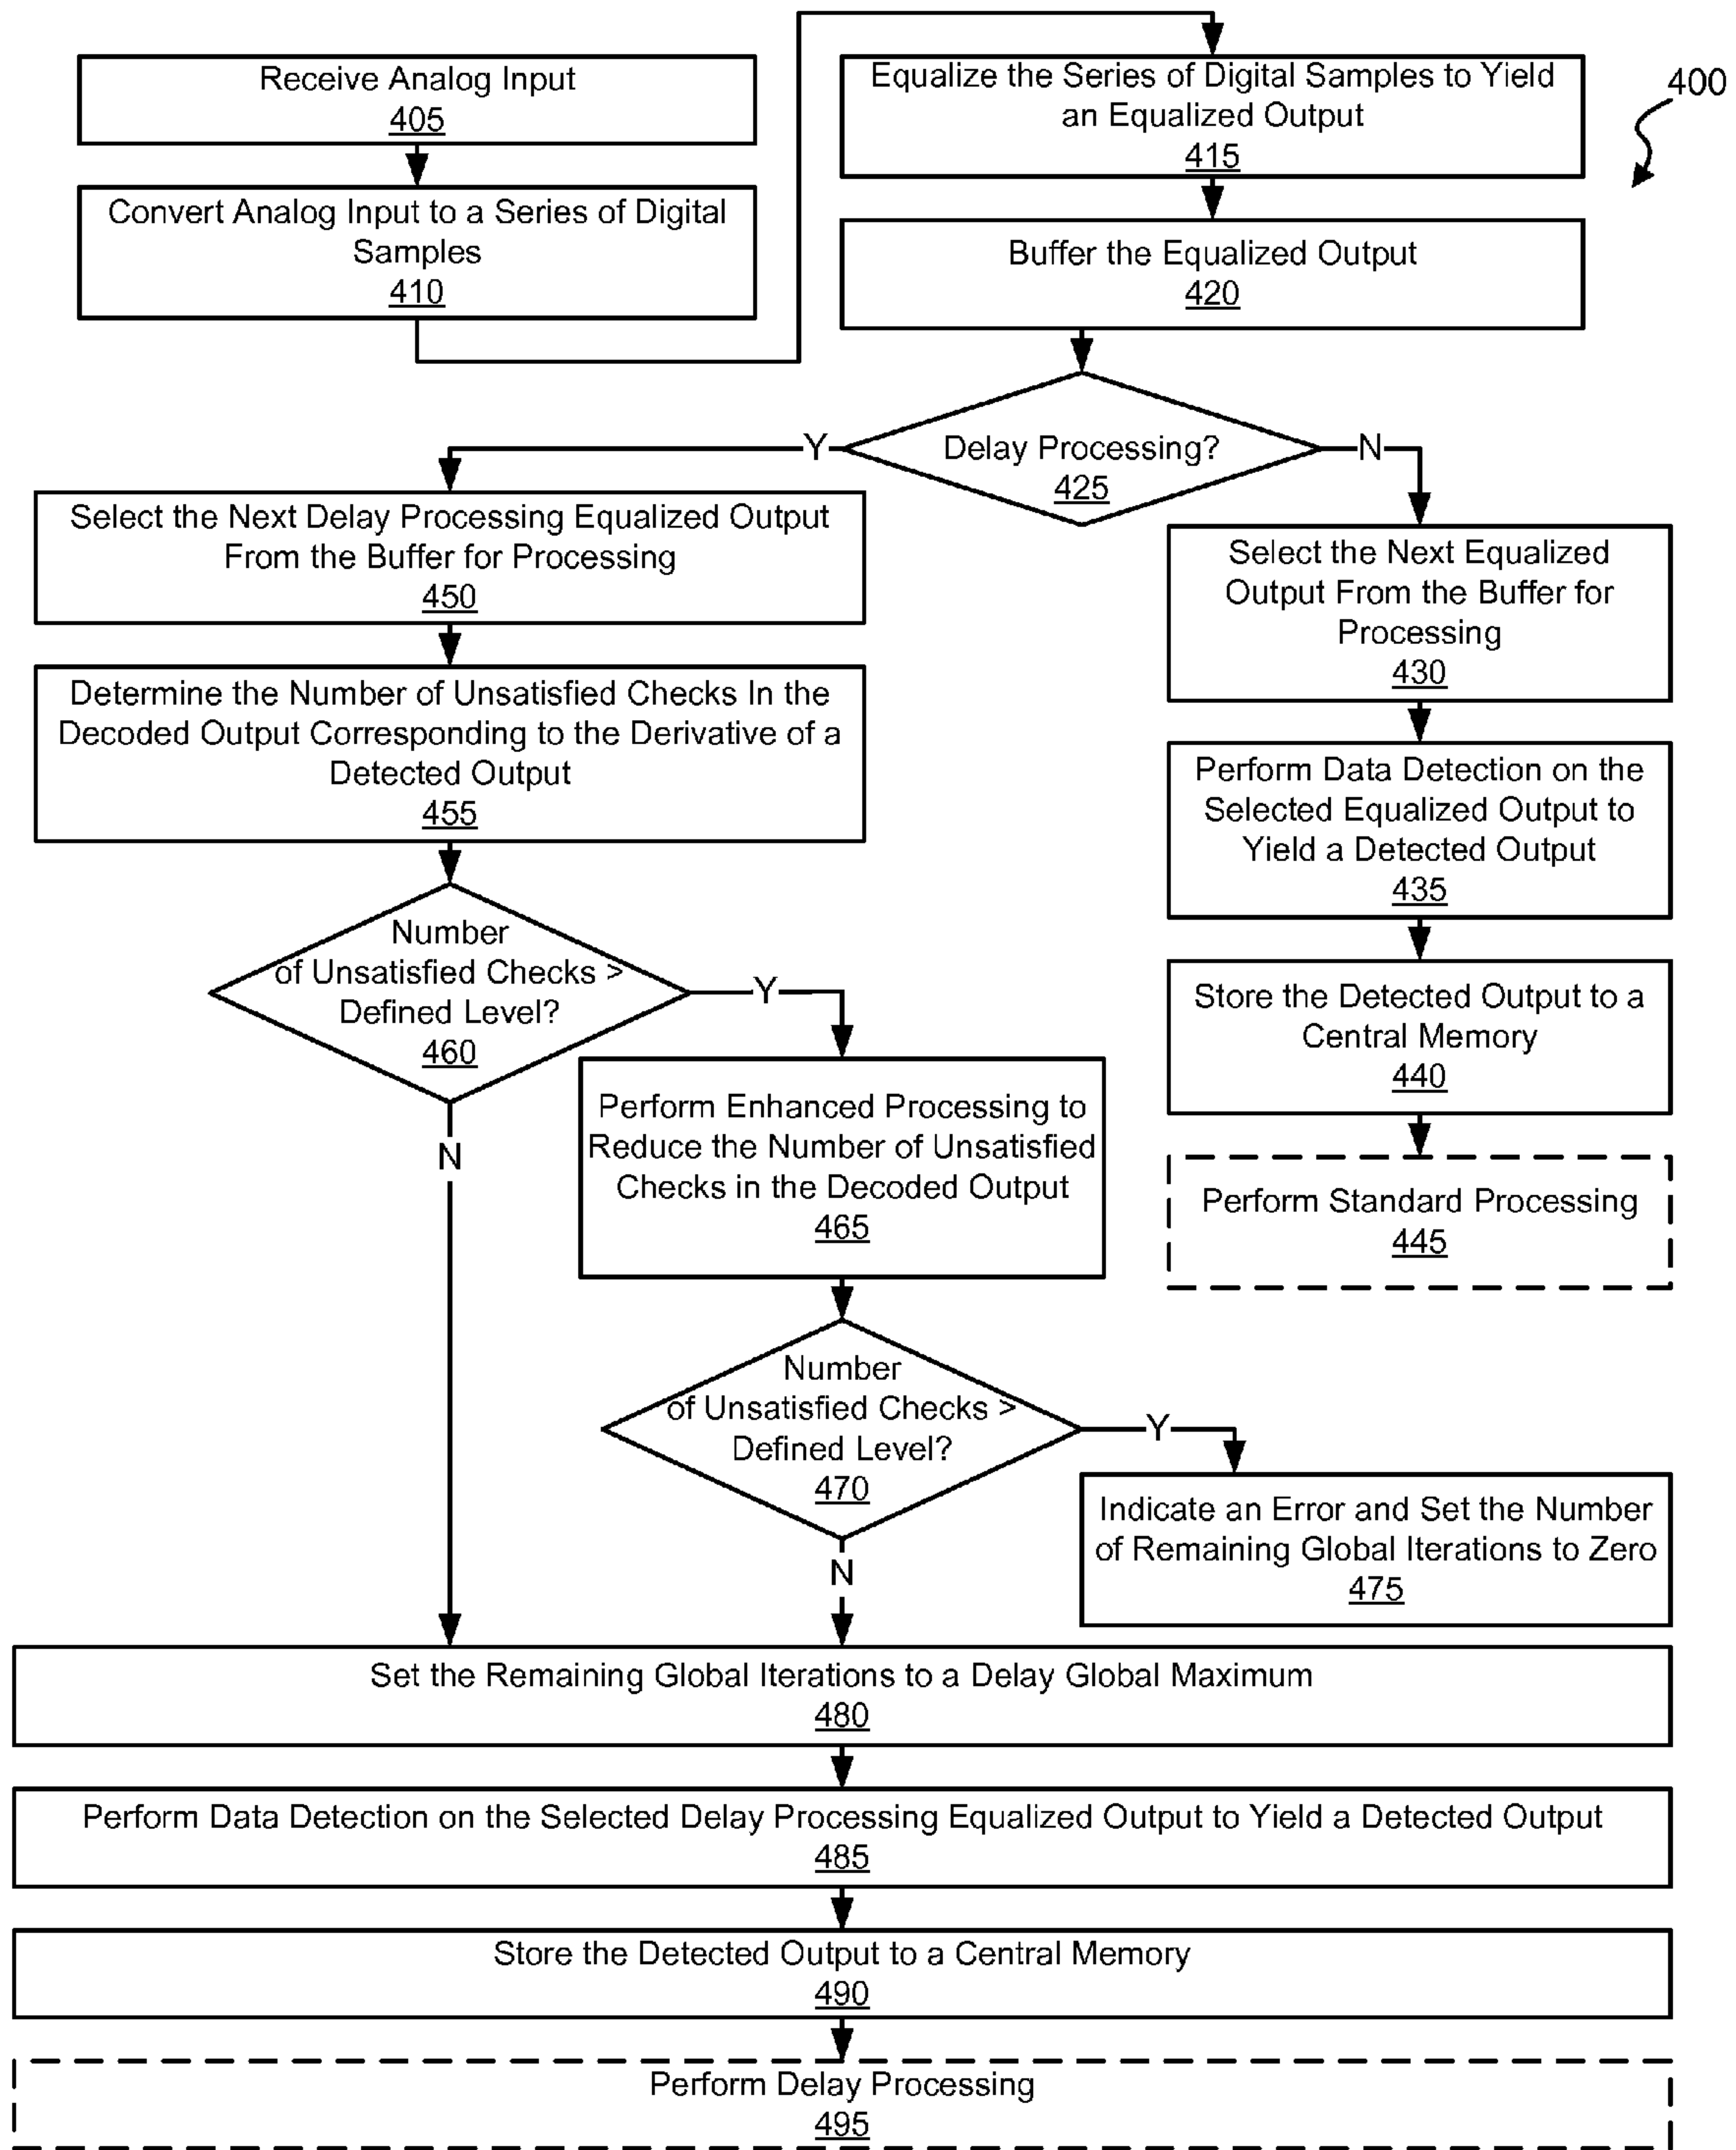 Receive Analog Input
405
Convert Analog Input to a Series of Digital
Samples
410
Equalize the Series of Digital Samples to Yield
an Equalized Output
415
400
Buffer the Equalized Output
420
Delay Processing?
425
Y
N
Select the Next Delay Processing Equalized Output
From the Buffer for Processing
450
Determine the Number of Unsatisfied Checks In the
Decoded Output Corresponding to the Derivative of a
Detected Output
455
Number
of Unsatisfied Checks >
Defined Level?
460
Y
N
Select the Next Equalized
Output From the Buffer for
Processing
430
Perform Data Detection on the
Selected Equalized Output to
Yield a Detected Output
435
Store the Detected Output to a
Central Memory
440
Perform Standard Processing
445
Perform Enhanced Processing to
Reduce the Number of Unsatisfied
Checks in the Decoded Output
465
Number
of Unsatisfied Checks >
Defined Level?
470
Y
N
Indicate an Error and Set the Number
of Remaining Global Iterations to Zero
475
Set the Remaining Global Iterations to a Delay Global Maximum
480
Perform Data Detection on the Selected Delay Processing Equalized Output to Yield a Detected Output
485
Store the Detected Output to a Central Memory
490
Perform Delay Processing
495